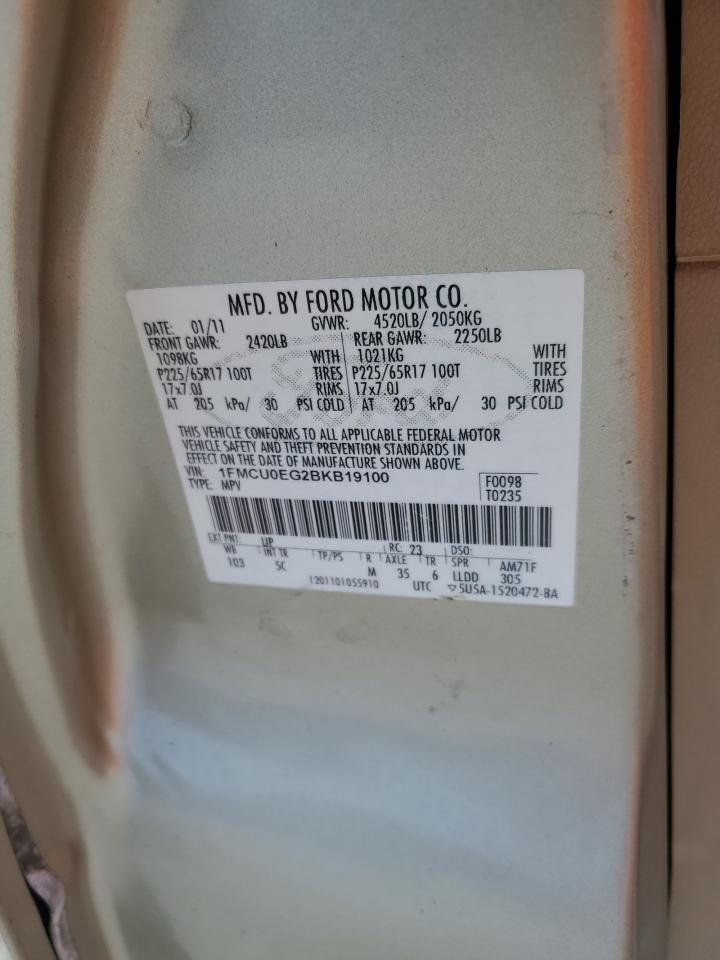 MFD. BY FORD MOTOR CO.
DATE: 01/11 GVWR: 4520LB/ 2050KG
FRONT GAWR: 2420LB REAR GAWR: 2250LB
1098KG WITH 1021KG WITH
P225/65R17 100T TIRES P225/65R17 100T TIRES
17x7.0J RIMS 17x7.0J RIMS
AT 205 kPa/ 30 PSI COLD AT 205 kPa/ 30 PSI COLD
THIS VEHICLE CONFORMS TO ALL APPLICABLE FEDERAL MOTOR
VEHICLE SAFETY AND THEFT PREVENTION STANDARDS IN
EFFECT ON THE DATE OF MANUFACTURE SHOWN ABOVE.
VIN: 1FMCU0EG2BKB19100 F0098
TYPE: MPV T0235
EXT PNT: UP RC: 23 DSO:
WB INT TR TP/PS R AXLE TR SPR AM71F
103 SC M 35 6 LLDD 305
1201101055910 UTC ▽5U5A-1520472-BA